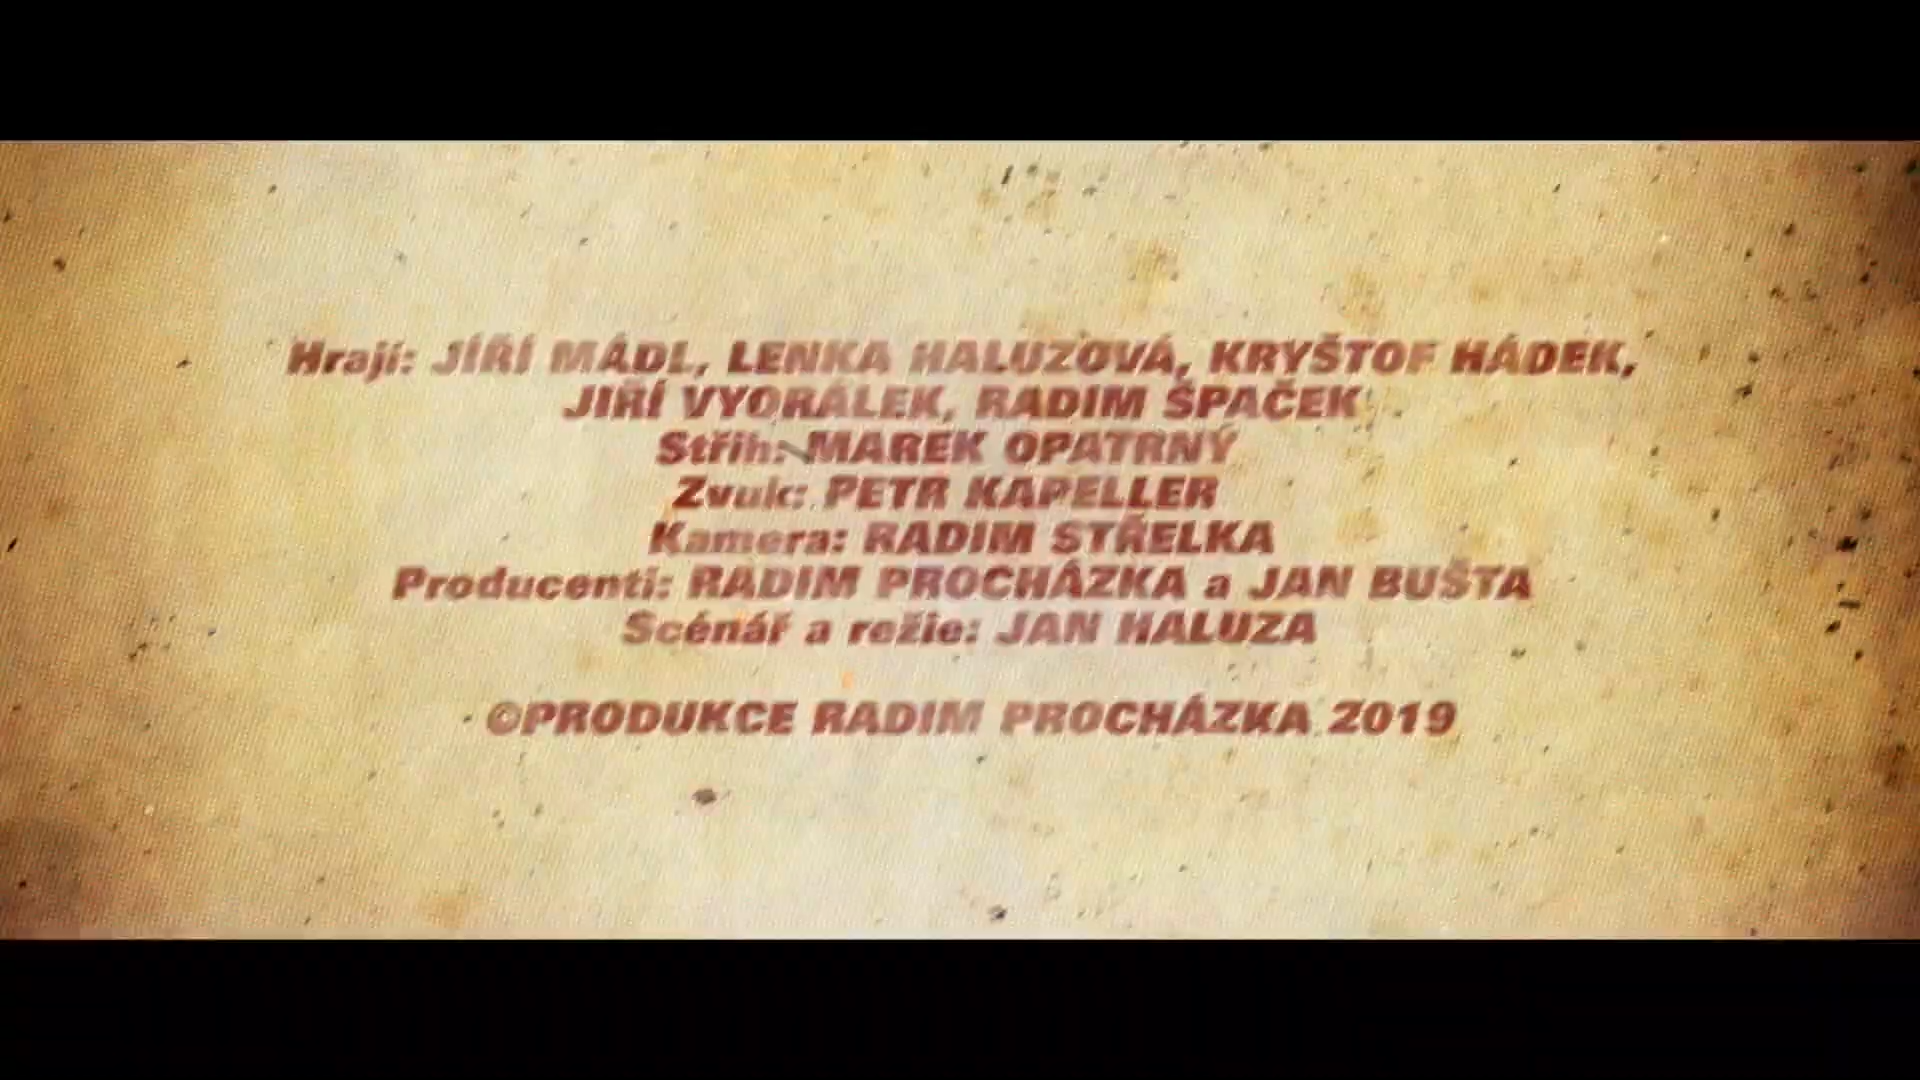 Hrají: JÍŘÍ MÁDL, LENKA HALUZOVÁ, KRYŠTOF HÁDEK,
JIŘÍ VYORÁLEK, RADIM ŠPAČEK
Střih: MAREK OPATRNÝ
Zvuk: PETR KAPELLER
Kamera: RADIM STŘELKA
Producenti: RADIM PROCHÁZKA a JAN BUŠTA
Scénář a režie: JAN HALUZA
©PRODUKCE RADIM PROCHÁZKA 2019